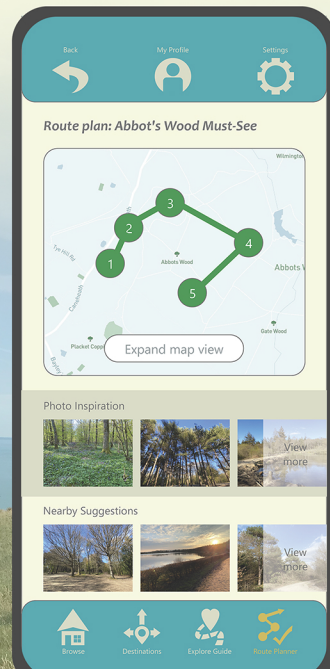 Back
My Profile
Settings
Route plan: Abbot's Wood Must-See
Wilmington
3
2
4
1
Abbots Wood
Abbots W
5
Gate Wood
Expand map view
Photo Inspiration
View
more
Nearby Suggestions
View
more
Browse
Destinations
Explore Guide
Route Planner